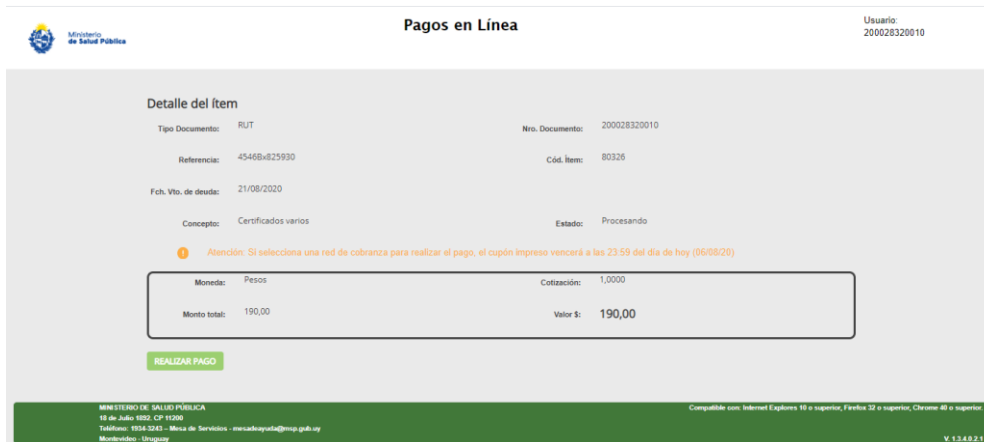 Ministerio
de Salud Pública
Pagos en Línea
Usuario:
200028320010
Detalle del ítem
Tipo Documento: RUT Nro. Documento: 200028320010
Referencia: 4546Bx825930 Cód. Ítem: 80326
Fch. Vto. de deuda: 21/08/2020
Concepto: Certificados varios Estado: Procesando
! Atención: Si selecciona una red de cobranza para realizar el pago, el cupón impreso vencerá a las 23:59 del día de hoy (06/08/20)
Moneda: Pesos Cotización: 1,0000
Monto total: 190,00 Valor $: 190,00
REALIZAR PAGO
MINISTERIO DE SALUD PÚBLICA Compatible con: Internet Explores 10 o superior, Firefox 32 o superior, Chrome 40 o superior.
18 de Julio 1892. CP 11200
Teléfono: 1934-3243 – Mesa de Servicios - mesadeayuda@msp.gub.uy
Montevideo - Uruguay V. 1.3.4.0.2.1